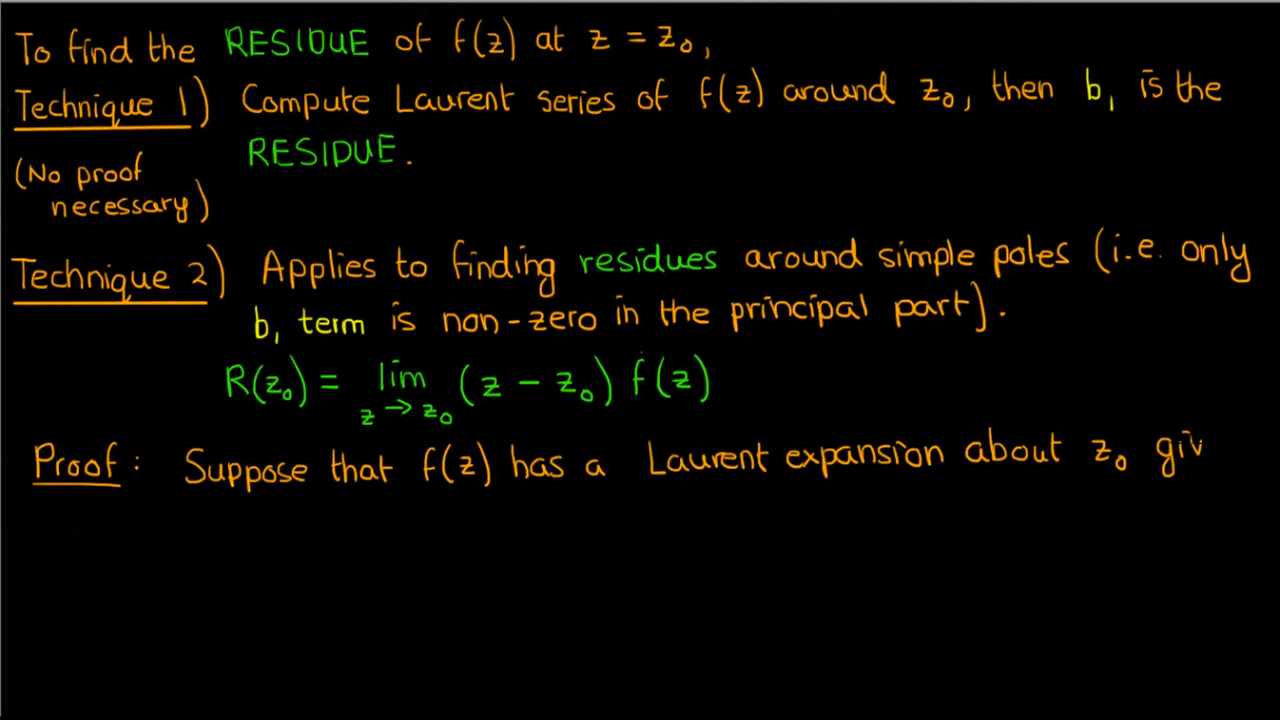 To find the RESIDUE of f(z) at z = z₀,
Technique 1) Compute Laurent series of f(z) around z₀, then b₁ is the
RESIDUE.
(No proof
necessary)
Technique 2) Applies to finding residues around simple poles (i.e. only
b₁ term is non-zero in the principal part).
R(z₀) = lim (z - z₀) f(z)
z → z₀
Proof: Suppose that f(z) has a Laurent expansion about z₀ giv